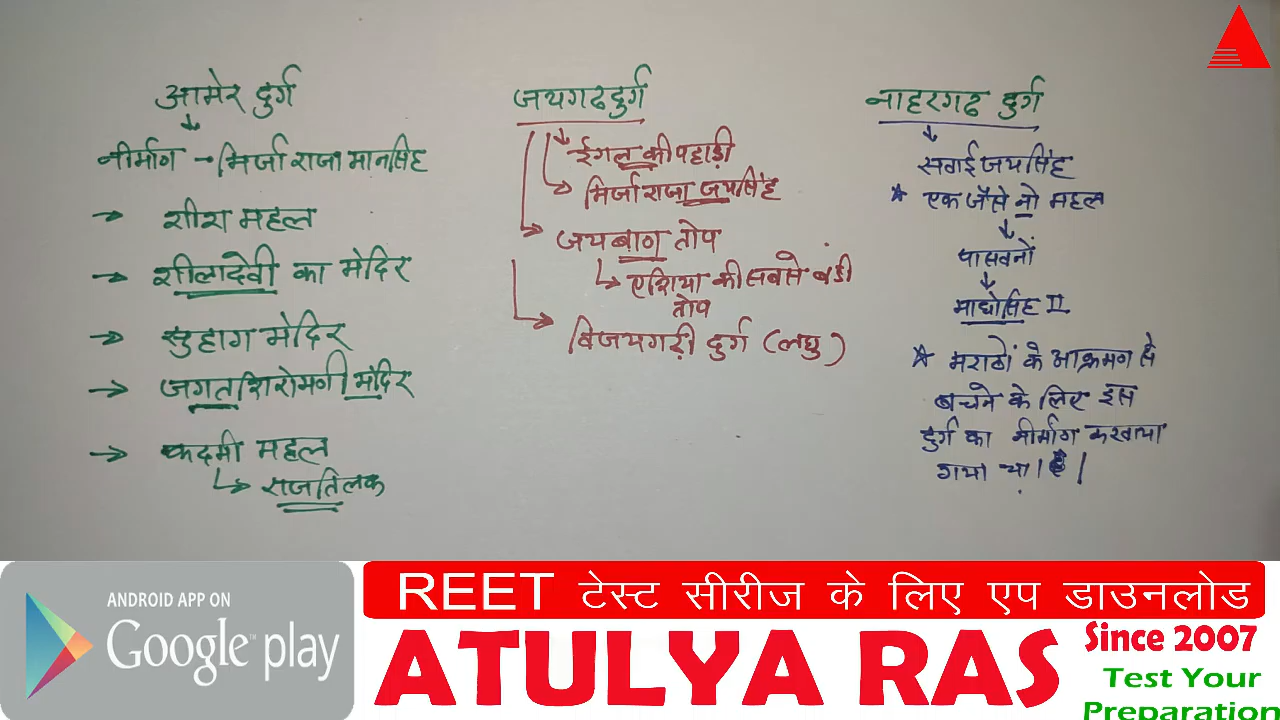 आमेर दुर्ग
नीर्माण → मिर्जा राजा मानसिंह
→ शीश महल
→ शीलादेवी का मंदिर
→ सुहाग मंदिर
→ जगतशिरोमणी मंदिर
→ कदमी महल
↳ राजतिलक
जयगढ दुर्ग
ईगल की पहाड़ी
मिर्जा राजा जयसिंह
जयबाण तोप
↳ एशिया की सबसे बडी
तोप
विजयगरी दुर्ग (लघु)
नाहरगढ दुर्ग
सवाई जयसिंह
★ एक जैसे नो महल
पासवनों
माधोसिंह II
★ मराठों के आक्रमण से
बचने के लिए इस
दुर्ग का नीर्माण करवाया
गया था।
ANDROID APP ON
Google play
REET टेस्ट सीरीज के लिए एप डाउनलोड
ATULYA RAS
Since 2007
Test Your
Preparation